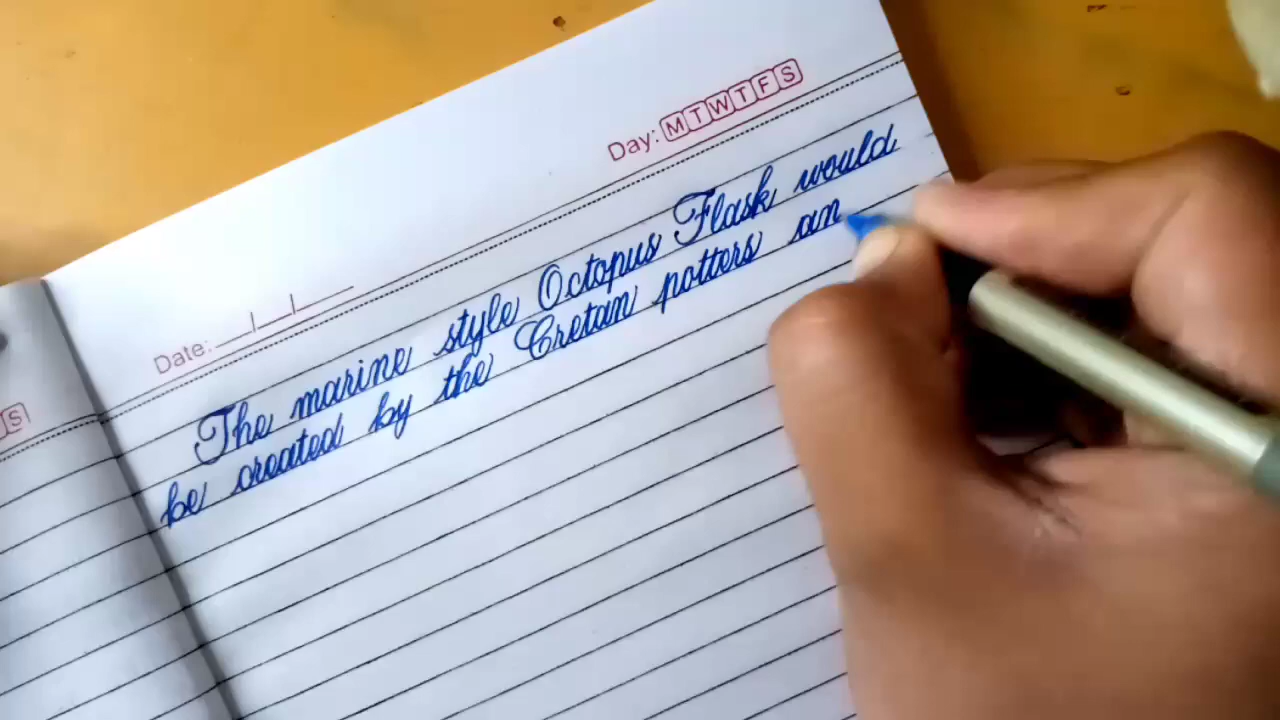 Day: M T W T F S S
Date:
The marine style Octopus Flask would
be created by the Cretan potters an
S